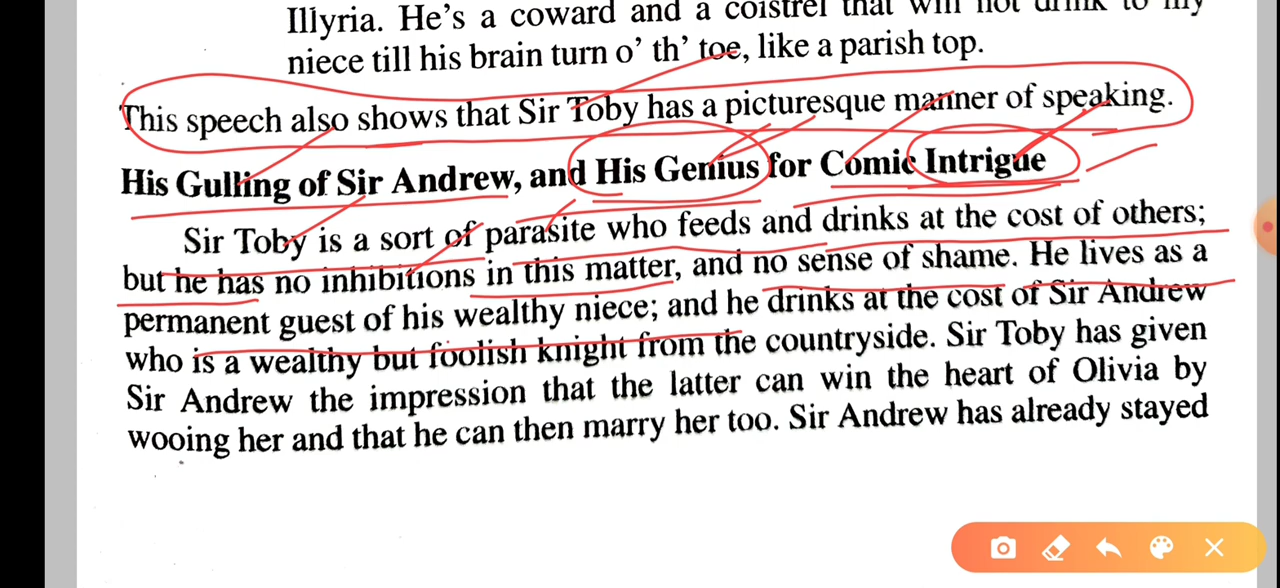 Illyria. He's a coward and a coistrel that will not drink to my
niece till his brain turn o' th' toe, like a parish top.
This speech also shows that Sir Toby has a picturesque manner of speaking.
His Gulling of Sir Andrew, and His Genius for Comic Intrigue
Sir Toby is a sort of parasite who feeds and drinks at the cost of others;
but he has no inhibitions in this matter, and no sense of shame. He lives as a
permanent guest of his wealthy niece; and he drinks at the cost of Sir Andrew
who is a wealthy but foolish knight from the countryside. Sir Toby has given
Sir Andrew the impression that the latter can win the heart of Olivia by
wooing her and that he can then marry her too. Sir Andrew has already stayed